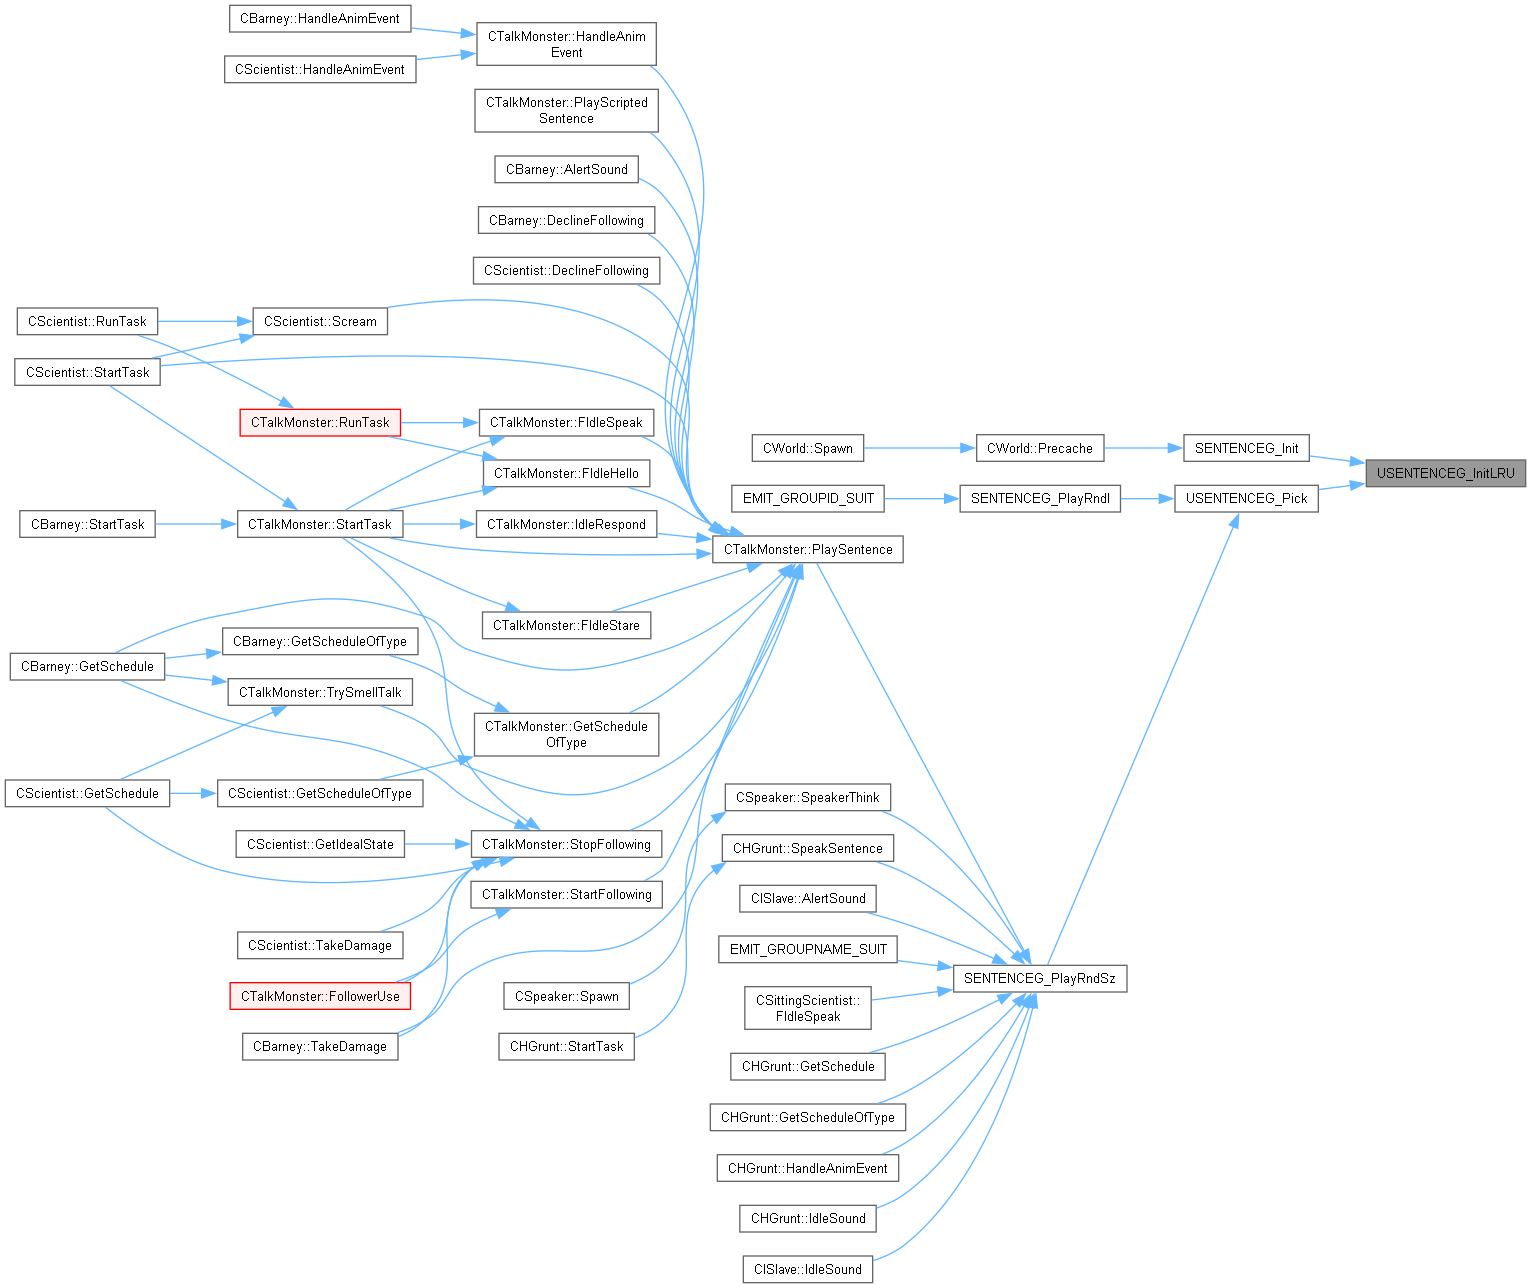 CBarney::HandleAnimEvent
CTalkMonster::HandleAnim
Event
CScientist::HandleAnimEvent
CTalkMonster::PlayScripted
Sentence
CBarney::AlertSound
CBarney::DeclineFollowing
CScientist::DeclineFollowing
CScientist::RunTask
CScientist::Scream
CScientist::StartTask
CTalkMonster::RunTask
CTalkMonster::FIdleSpeak
CWorld::Spawn
CWorld::Precache
SENTENCEG_Init
CTalkMonster::FIdleHello
USENTENCEG_InitLRU
EMIT_GROUPID_SUIT
SENTENCEG_PlayRndI
USENTENCEG_Pick
CBarney::StartTask
CTalkMonster::StartTask
CTalkMonster::IdleRespond
CTalkMonster::PlaySentence
CTalkMonster::FIdleStare
CBarney::GetScheduleOfType
CBarney::GetSchedule
CTalkMonster::TrySmellTalk
CTalkMonster::GetSchedule
OfType
CScientist::GetSchedule
CScientist::GetScheduleOfType
CSpeaker::SpeakerThink
CScientist::GetIdealState
CTalkMonster::StopFollowing
CHGrunt::SpeakSentence
CTalkMonster::StartFollowing
CISlave::AlertSound
CScientist::TakeDamage
EMIT_GROUPNAME_SUIT
SENTENCEG_PlayRndSz
CTalkMonster::FollowerUse
CSpeaker::Spawn
CSittingScientist::
FIdleSpeak
CBarney::TakeDamage
CHGrunt::StartTask
CHGrunt::GetSchedule
CHGrunt::GetScheduleOfType
CHGrunt::HandleAnimEvent
CHGrunt::IdleSound
CISlave::IdleSound